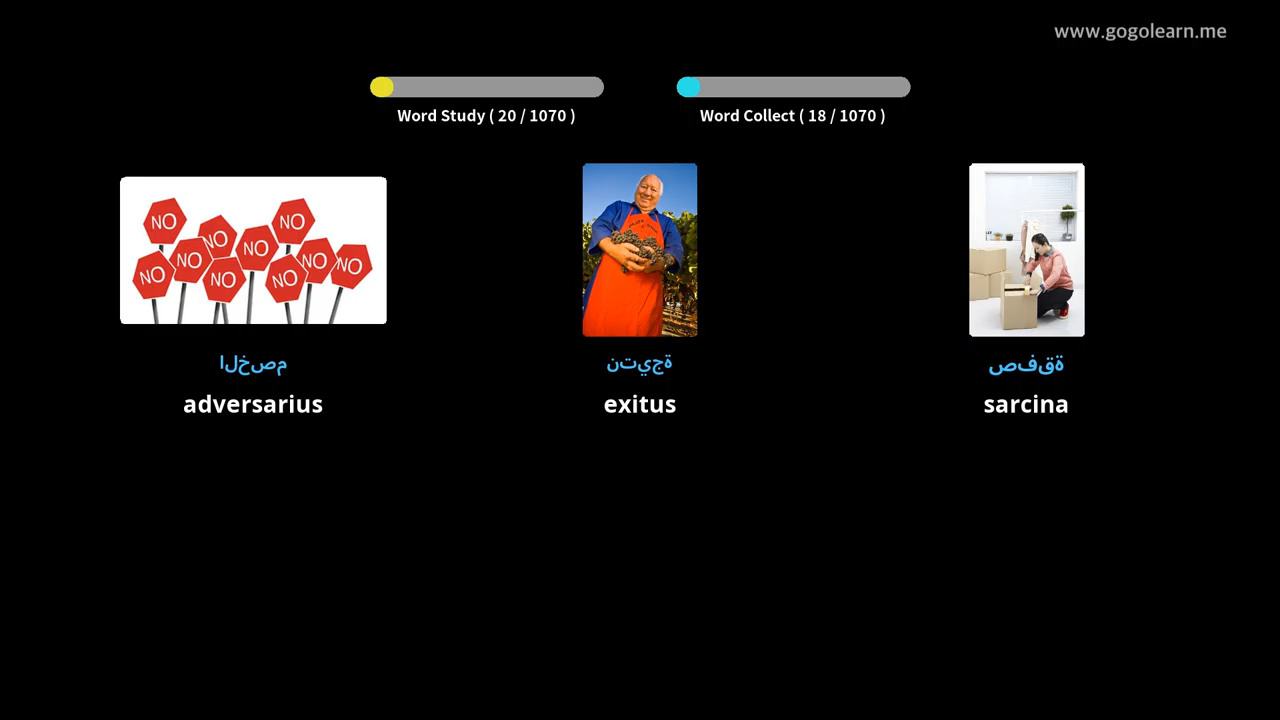 www.gogolearn.me
Word Study ( 20 / 1070 )
Word Collect ( 18 / 1070 )
NO
NO
NO
NO
NO
NO
NO
NO
NO
NO
الخصم
نتيجة
صفقة
adversarius
exitus
sarcina